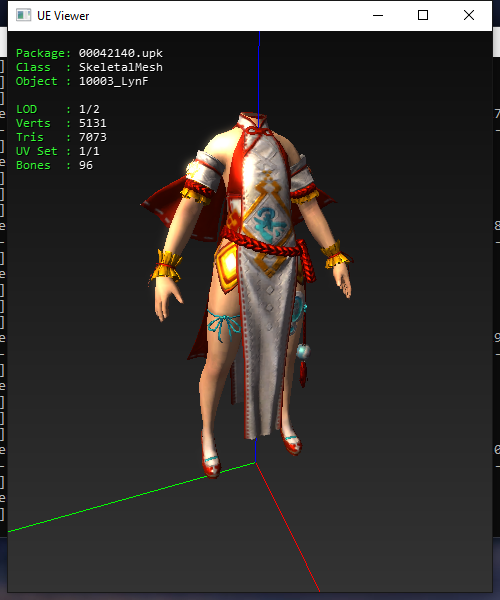 UE Viewer
Package: 00042140.upk
Class  : SkeletalMesh
Object : 10003_LynF
LOD    : 1/2
Verts  : 5131
Tris   : 7073
UV Set : 1/1
Bones  : 96